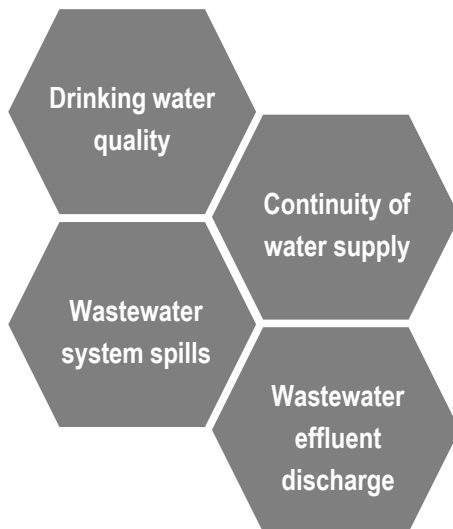 Drinking water
quality
Continuity of
water supply
Wastewater
system spills
Wastewater
effluent
discharge